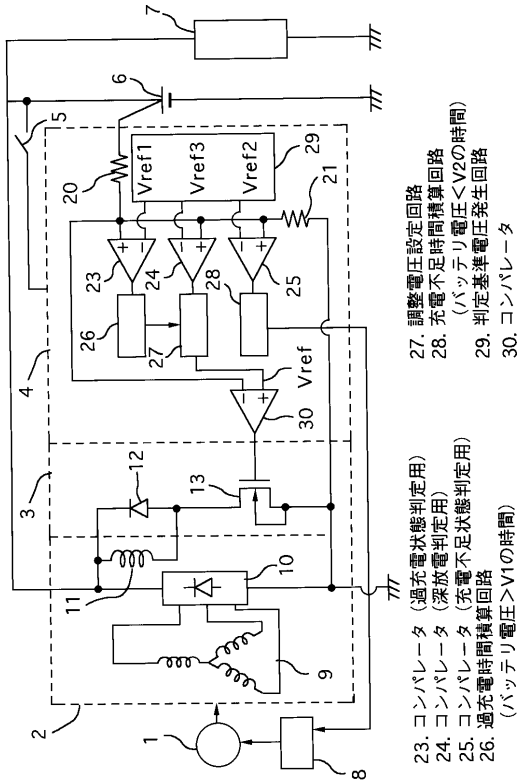 7
6
5
20
Vref1
Vref3
Vref2
29
21
+
−
23
+
−
24
+
−
25
26
27
28
Vref
−
+
30
4
3
12
13
11
10
9
2
1
8
23. コンパレータ（過充電状態判定用）
24. コンパレータ（深放電判定用）
25. コンパレータ（充電不足状態判定用）
26. 過充電時間積算回路
（バッテリ電圧＞V1の時間）
27. 調整電圧設定回路
28. 充電不足時間積算回路
（バッテリ電圧＜V2の時間）
29. 判定基準電圧発生回路
30. コンパレータ